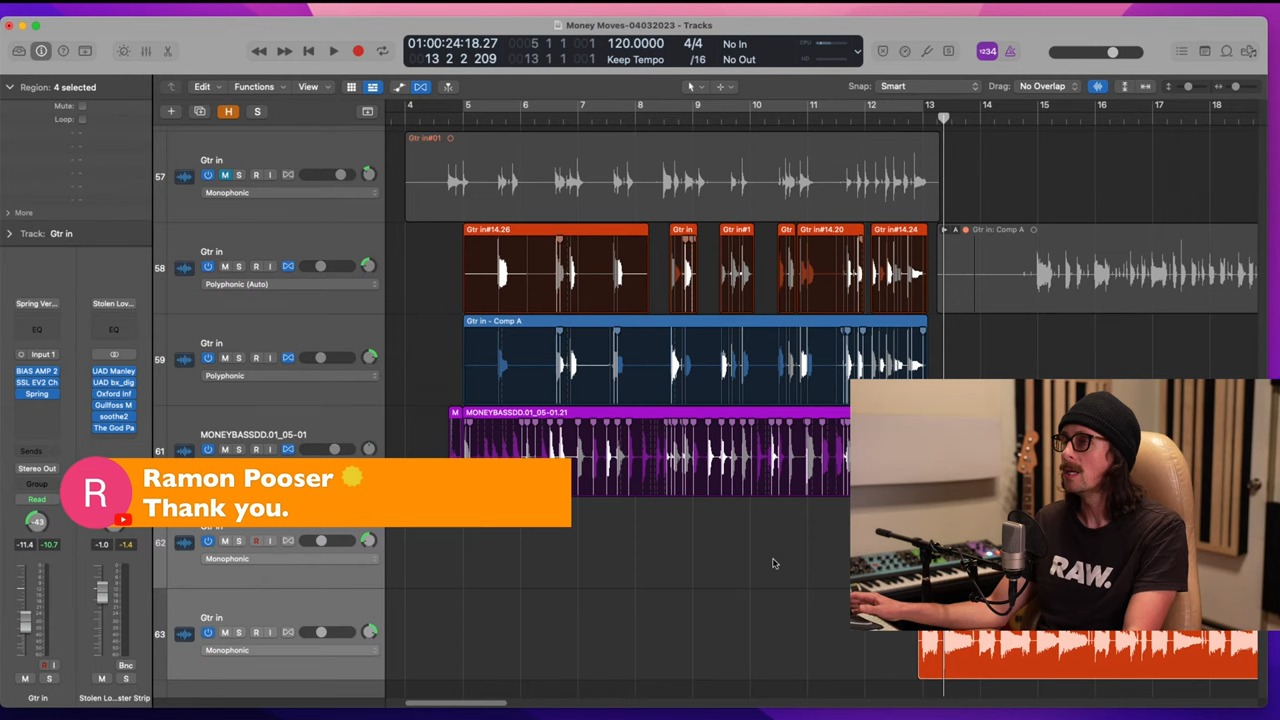 Money Moves-04032023 - Tracks
01:00:24:18.27
0005 1 1 001
120.0000
4/4
No In
CPU
0013 2 2 209
Keep Tempo
/16
No Out
1234
Region: 4 selected
Edit
Functions
View
Snap: Smart
Drag: No Overlap
Mute:
Loop:
H
S
4 5 6 7 8 9 10 11 12 13 14 15 16 17 18
More
Track: Gtr in
57
Gtr in
M S R I
Monophonic
Gtr in#01
58
Gtr in
M S R I
Polyphonic (Auto)
Gtr in#14.26
Gtr in
Gtr in#1
Gtr
Gtr in#14.20
Gtr in#14.24
A
Gtr in: Comp A
59
Gtr in
M S R I
Polyphonic
Gtr in - Comp A
61
MONEYBASSDD.01_05-01
M S R I
M
MONEYBASSDD.01_05-01.21
Spring Ver...
Stolen Lov...
EQ
EQ
Input 1
BIAS AMP 2
SSL EV2 Ch
Spring
UAD Manley
UAD bx_dig
Oxford Inf
Gullfoss M
soothe2
The God Pa
Sends
Stereo Out
Group
Read
-43
R
Ramon Pooser
Thank you.
62
M S R I
Monophonic
63
Gtr in
M S R I
Monophonic
-11.4
-10.7
-1.0
-1.4
R I
Bnc
M S
M S
Gtr in
Stolen Lo...ster Strip
RAW.